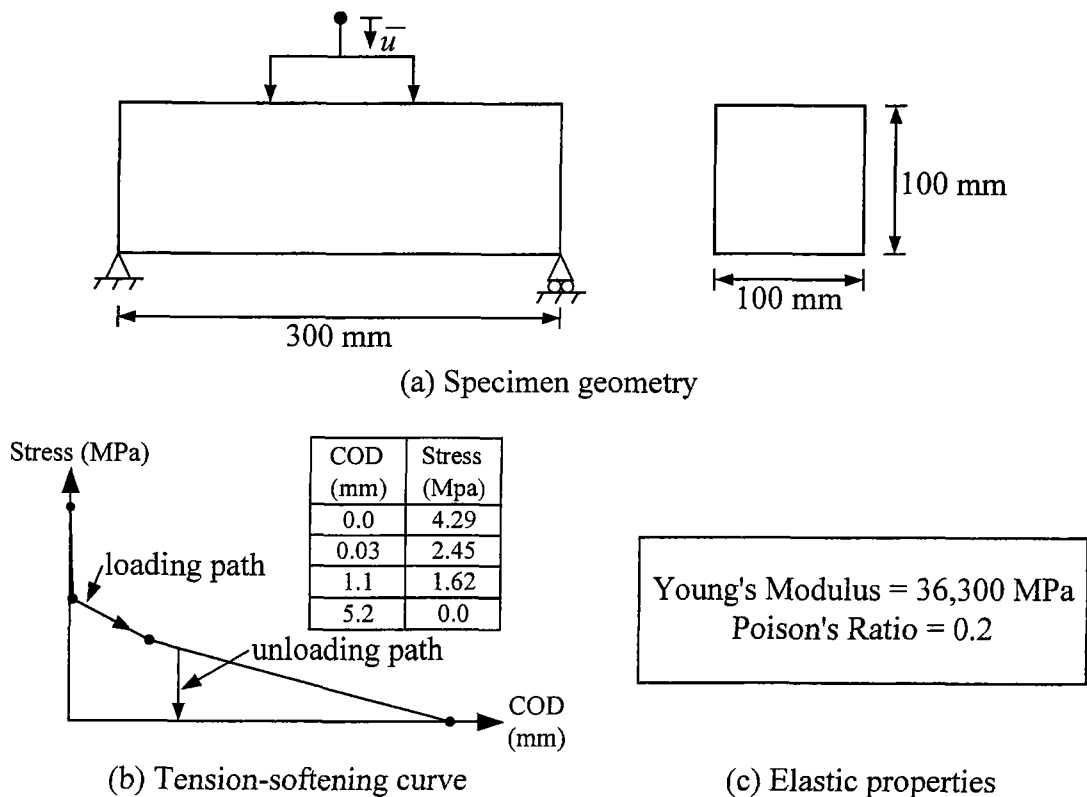 u̅
100 mm
100 mm
300 mm
(a) Specimen geometry
Stress (MPa)
COD Stress
(mm) (Mpa)
0.0 4.29
0.03 2.45
1.1 1.62
5.2 0.0
loading path
unloading path
COD
(mm)
(b) Tension-softening curve
Young's Modulus = 36,300 MPa
Poison's Ratio = 0.2
(c) Elastic properties